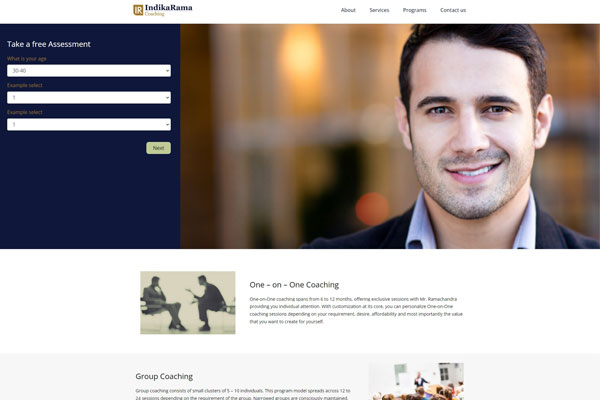 IR IndikaRama
Coaching
About Services Programs Contact us
Take a free Assessment
What is your age
30-40
Example select
1
Example select
1
Next
One – on – One Coaching
One-on-One coaching spans from 6 to 12 months, offering exclusive sessions with Mr. Ramachandra
providing you individual attention. With customization at its core, you can personalize One-on-One
coaching sessions depending on your requirement, desire, affordability and most importantly the value
that you want to create for yourself.
Group Coaching
Group coaching consists of small clusters of 5 – 10 individuals. This program model spreads across 12 to
24 sessions depending on the requirement of the group. Narrowed groups are consciously maintained,